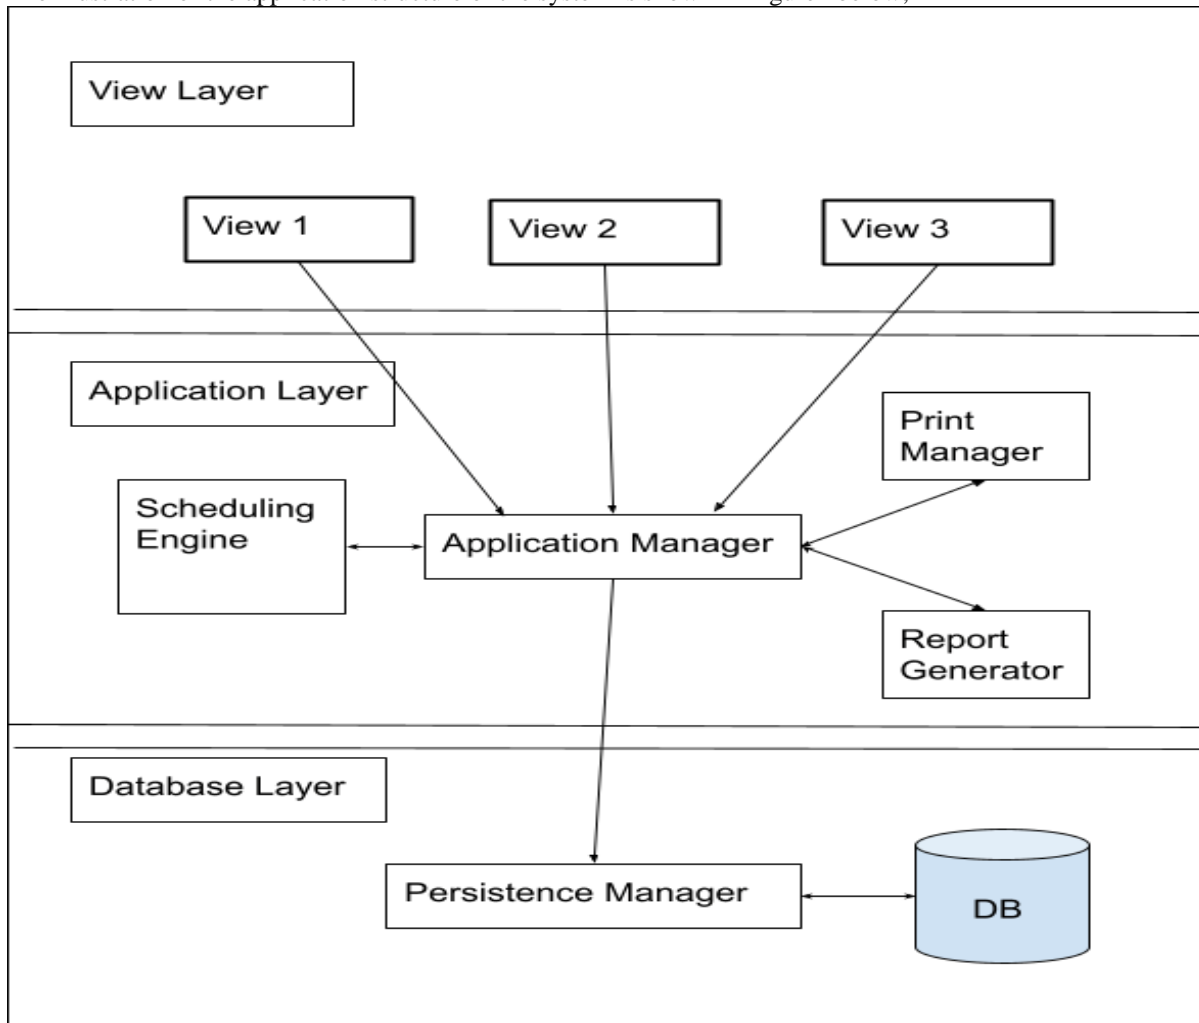 View Layer
View 1
View 2
View 3
Application Layer
Print
Manager
Scheduling
Engine
Application Manager
Report
Generator
Database Layer
Persistence Manager
DB